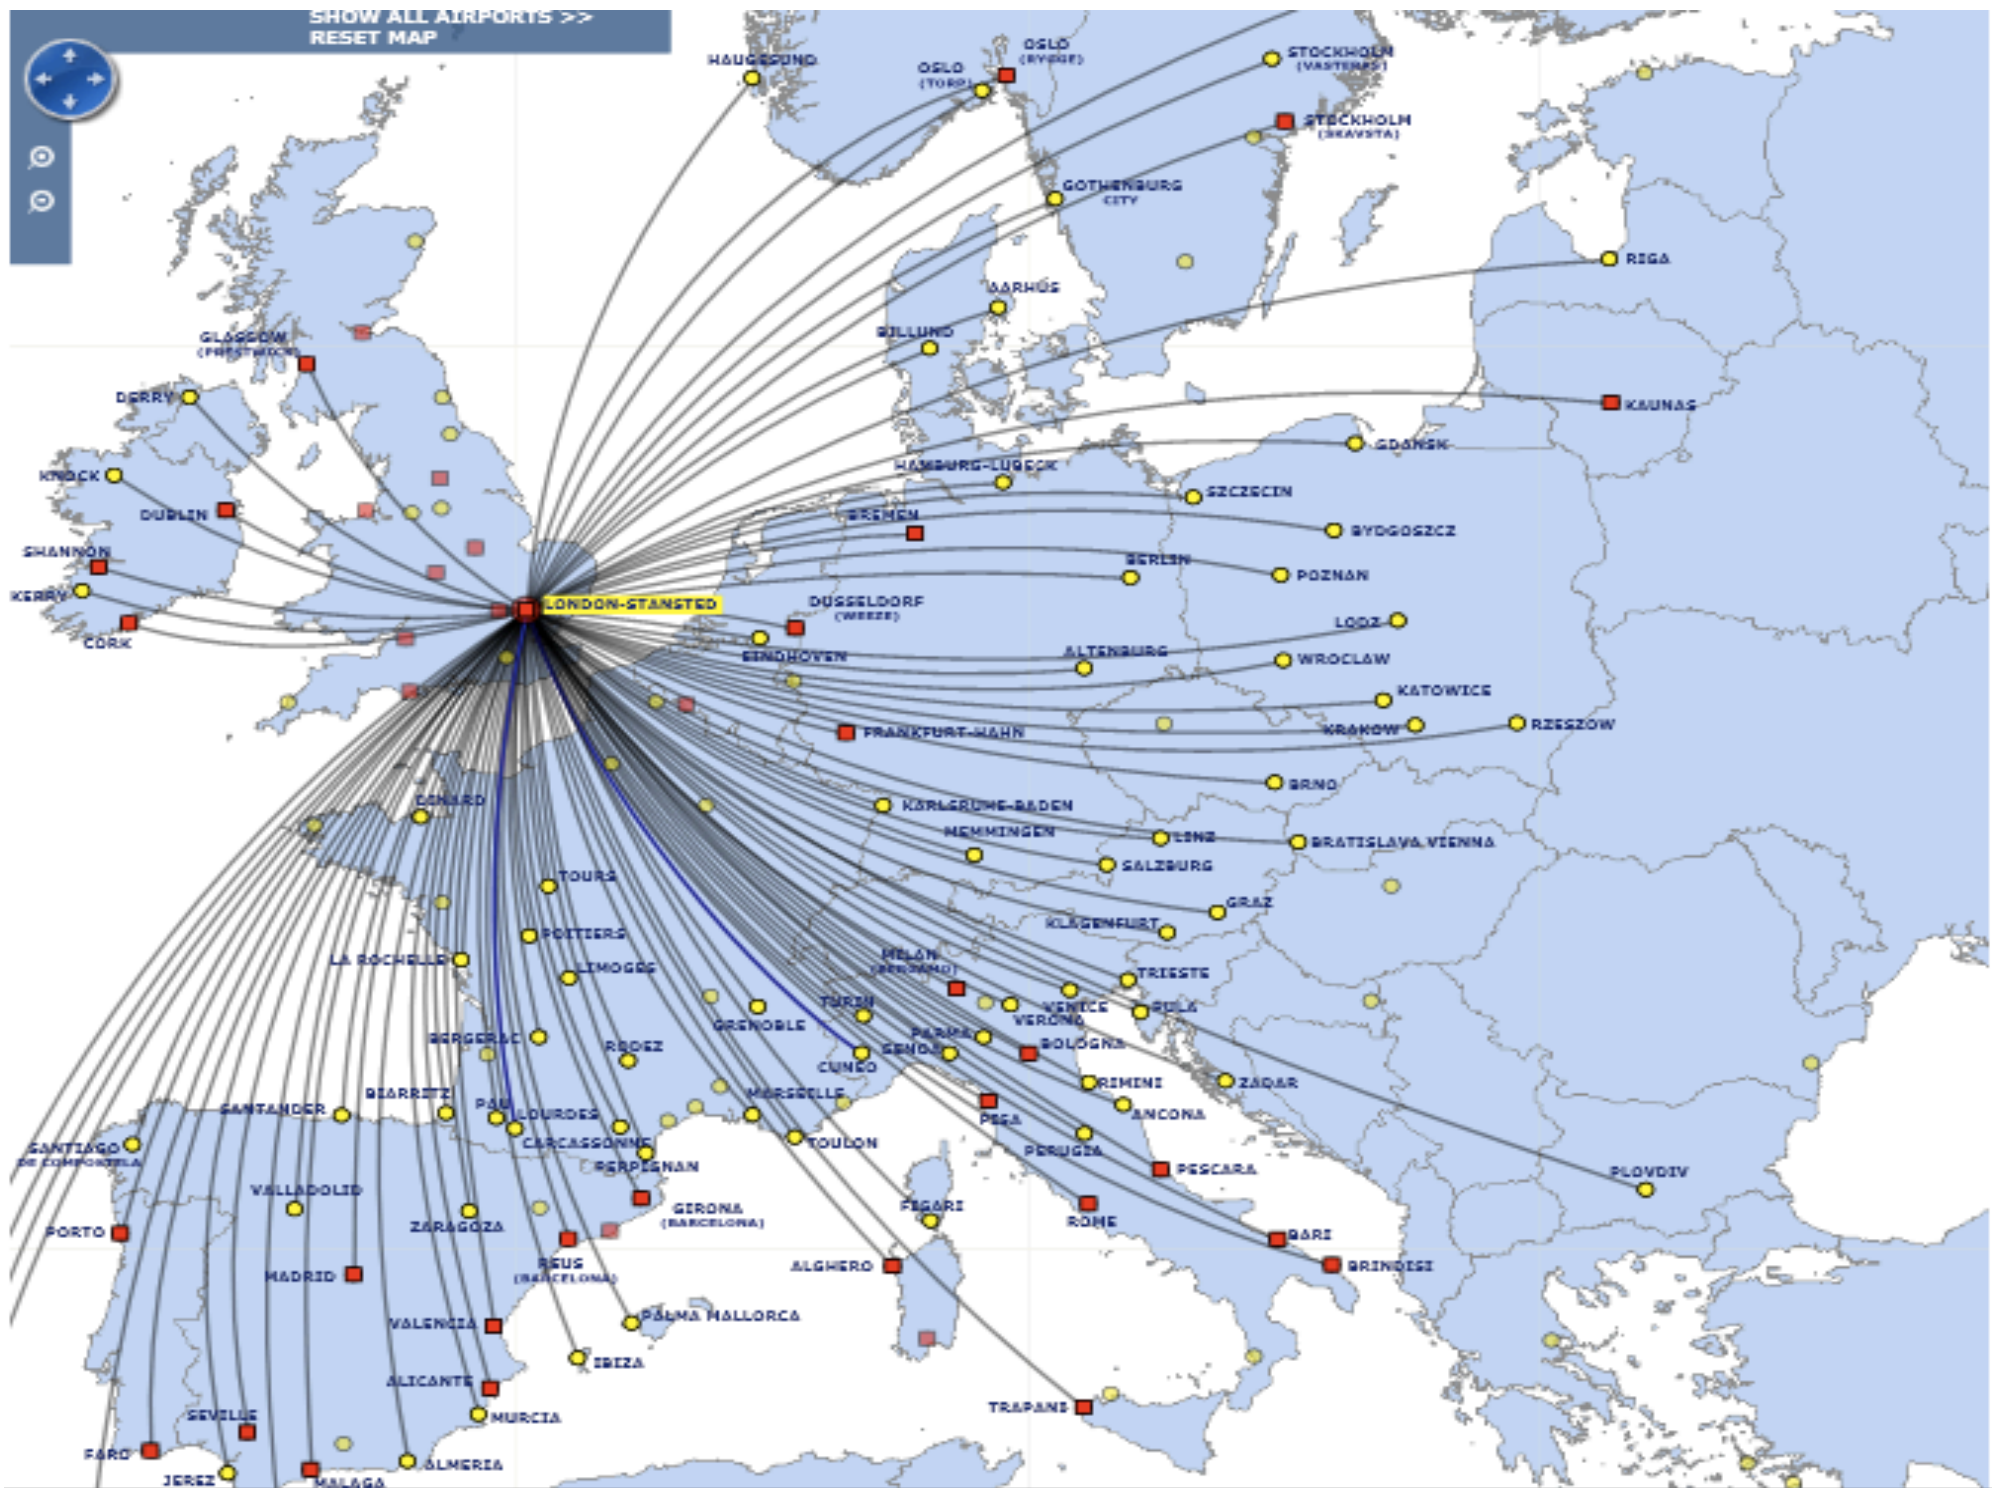 SHOW ALL AIRPORTS >>
RESET MAP
HAUGESUND
OSLO
(TORP)
OSLO
(RYGGE)
STOCKHOLM
(VASTERAS)
STOCKHOLM
(SKAVSTA)
GOTHENBURG
CITY
RIGA
AARHUS
BILLUND
GLASGOW
(PRESTWICK)
DERRY
KAUNAS
GDANSK
HAMBURG-LUBECK
KNOCK
SZCZECIN
DUBLIN
BREMEN
BYDGOSZCZ
SHANNON
BERLIN
POZNAN
KERRY
LONDON-STANSTED
DUSSELDORF
(WEEZE)
LODZ
CORK
EINDHOVEN
ALTENBURG
WROCLAW
KATOWICE
FRANKFURT-HAHN
KRAKOW
RZESZOW
BRNO
DINARD
KARLSRUHE-BADEN
MEMMINGEN
LINZ
BRATISLAVA VIENNA
SALZBURG
TOURS
GRAZ
KLAGENFURT
POITIERS
LA ROCHELLE
LIMOGES
MILAN
(BERGAMO)
TRIESTE
TURIN
VENICE
PULA
VERONA
GRENOBLE
BERGERAC
RODEZ
PARMA
GENOA
BOLOGNA
CUNEO
RIMINI
ZADAR
BIARRITZ
MARSEILLE
SANTANDER
PAU
LOURDES
ANCONA
PISA
CARCASSONNE
TOULON
SANTIAGO
DE COMPOSTELA
PERUGIA
PERPIGNAN
PESCARA
PLOVDIV
VALLADOLID
ZARAGOZA
GIRONA
(BARCELONA)
FIGARI
ROME
PORTO
BARI
REUS
(BARCELONA)
MADRID
ALGHERO
BRINDISI
VALENCIA
PALMA MALLORCA
IBIZA
ALICANTE
TRAPANI
SEVILLE
MURCIA
FARO
ALMERIA
JEREZ
MALAGA